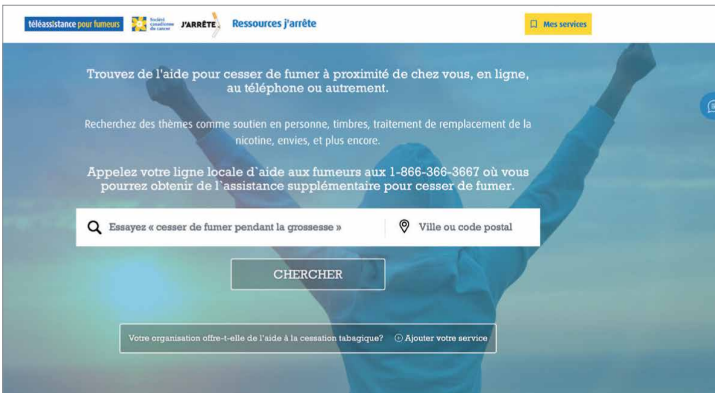 téléassistance pour fumeurs
Société
canadienne
du cancer
J'ARRÊTE
Ressources j'arrête
Mes services
Trouvez de l'aide pour cesser de fumer à proximité de chez vous, en ligne,
au téléphone ou autrement.
Recherchez des thèmes comme soutien en personne, timbres, traitement de remplacement de la
nicotine, envies, et plus encore.
Appelez votre ligne locale d`aide aux fumeurs aux 1-866-366-3667 où vous
pourrez obtenir de l`assistance supplémentaire pour cesser de fumer.
Essayez « cesser de fumer pendant la grossesse »
Ville ou code postal
CHERCHER
Votre organisation offre-t-elle de l'aide à la cessation tabagique? Ajouter votre service